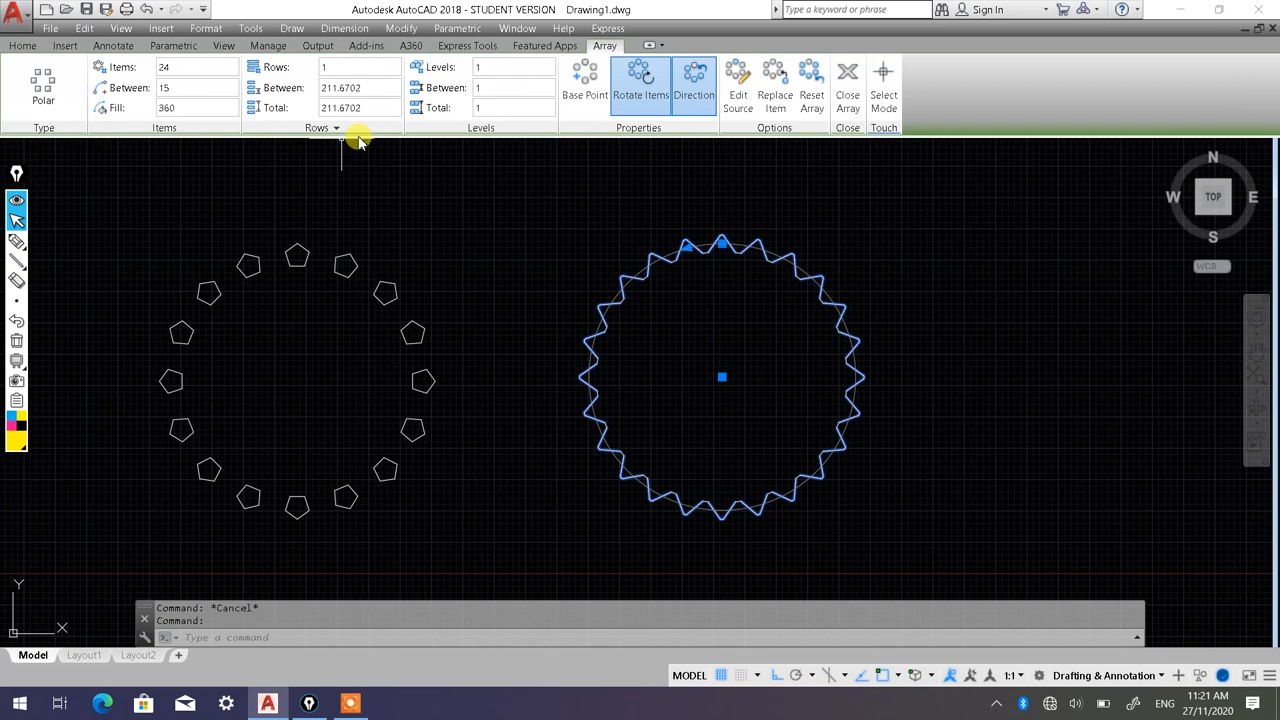 Autodesk AutoCAD 2018 - STUDENT VERSION Drawing1.dwg
Type a keyword or phrase
Sign In
File Edit View Insert Format Tools Draw Dimension Modify Parametric Window Help Express
Home Insert Annotate Parametric View Manage Output Add-ins A360 Express Tools Featured Apps Array
Items: 24 Rows: 1 Levels: 1
Between: 15 Between: 211.6702 Between: 1
Fill: 360 Total: 211.6702 Total: 1
Polar
Base Point Rotate Items Direction
Edit Source Replace Item Reset Array
Close Array Select Mode
Type Items Rows Levels Properties Options Close Touch
N
W TOP E
S
WCS
Y
X
Command: *Cancel*
Command:
Type a command
Model Layout1 Layout2
MODEL 1:1 Drafting & Annotation
ENG 11:21 AM
27/11/2020